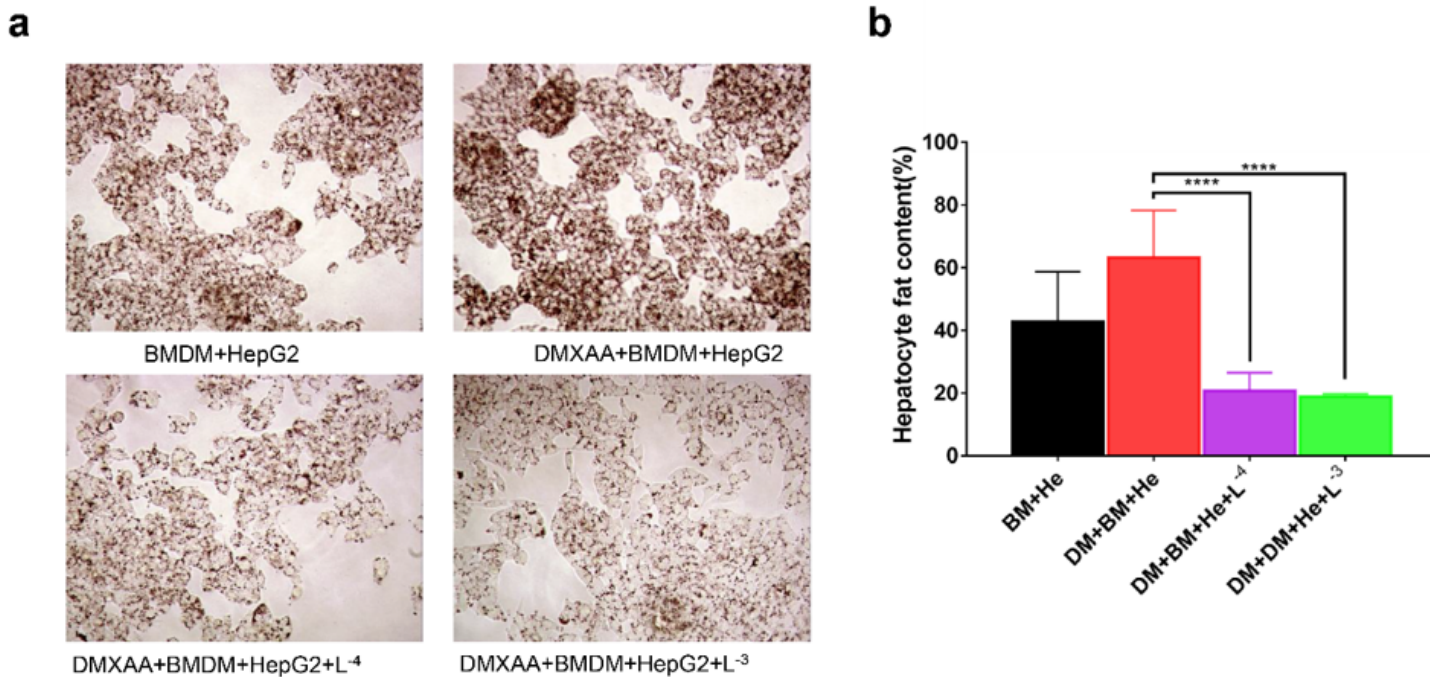 a
BMDM+HepG2
DMXAA+BMDM+HepG2
DMXAA+BMDM+HepG2+L⁻⁴
DMXAA+BMDM+HepG2+L⁻³
b
Hepatocyte fat content(%)
100
80
60
40
20
0
****
****
BM+He
DM+BM+He
DM+BM+He+L⁻⁴
DM+DM+He+L⁻³